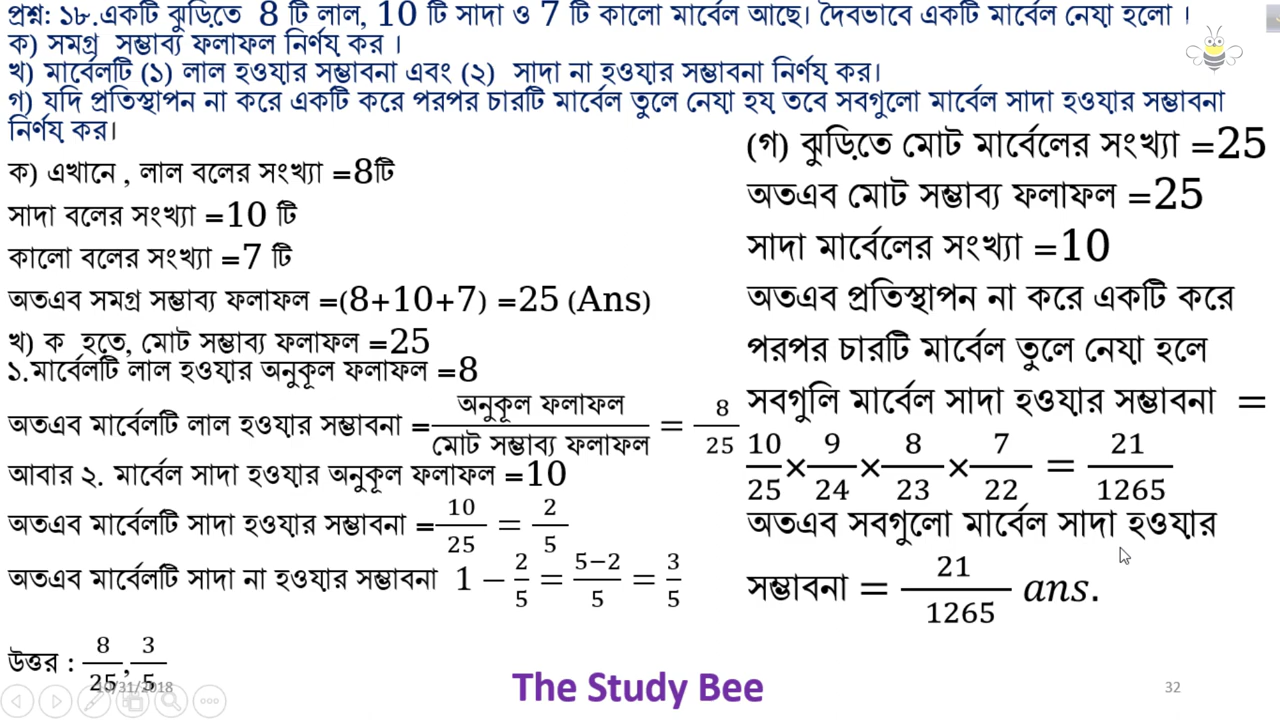 প্রশ্ন: ১৮.একটি ঝুড়িতে 8 টি লাল, 10 টি সাদা ও 7 টি কালো মার্বেল আছে। দৈবভাবে একটি মার্বেল নেয়া হলো ।
ক) সমগ্র সম্ভাব্য ফলাফল নির্ণয় কর ।
খ) মার্বেলটি (১) লাল হওয়ার সম্ভাবনা এবং (২) সাদা না হওয়ার সম্ভাবনা নির্ণয় কর।
গ) যদি প্রতিস্থাপন না করে একটি করে পরপর চারটি মার্বেল তুলে নেয়া হয় তবে সবগুলো মার্বেল সাদা হওয়ার সম্ভাবনা
নির্ণয় কর।
ক) এখানে , লাল বলের সংখ্যা =8টি
সাদা বলের সংখ্যা =10 টি
কালো বলের সংখ্যা =7 টি
অতএব সমগ্র সম্ভাব্য ফলাফল =(8+10+7) =25 (Ans)
খ) ক হতে, মোট সম্ভাব্য ফলাফল =25
১.মার্বেলটি লাল হওয়ার অনুকূল ফলাফল =8
অতএব মার্বেলটি লাল হওয়ার সম্ভাবনা =অনুকূল ফলাফল/মোট সম্ভাব্য ফলাফল = 8/25
আবার ২. মার্বেল সাদা হওয়ার অনুকূল ফলাফল =10
অতএব মার্বেলটি সাদা হওয়ার সম্ভাবনা =10/25 = 2/5
অতএব মার্বেলটি সাদা না হওয়ার সম্ভাবনা 1 − 2/5 = 5−2/5 = 3/5
উত্তর : 8/25, 3/5
(গ) ঝুড়িতে মোট মার্বেলের সংখ্যা =25
অতএব মোট সম্ভাব্য ফলাফল =25
সাদা মার্বেলের সংখ্যা =10
অতএব প্রতিস্থাপন না করে একটি করে
পরপর চারটি মার্বেল তুলে নেয়া হলে
সবগুলি মার্বেল সাদা হওয়ার সম্ভাবনা =
10/25 × 9/24 × 8/23 × 7/22 = 21/1265
অতএব সবগুলো মার্বেল সাদা হওয়ার
সম্ভাবনা = 21/1265 ans.
10/31/2018
The Study Bee
32